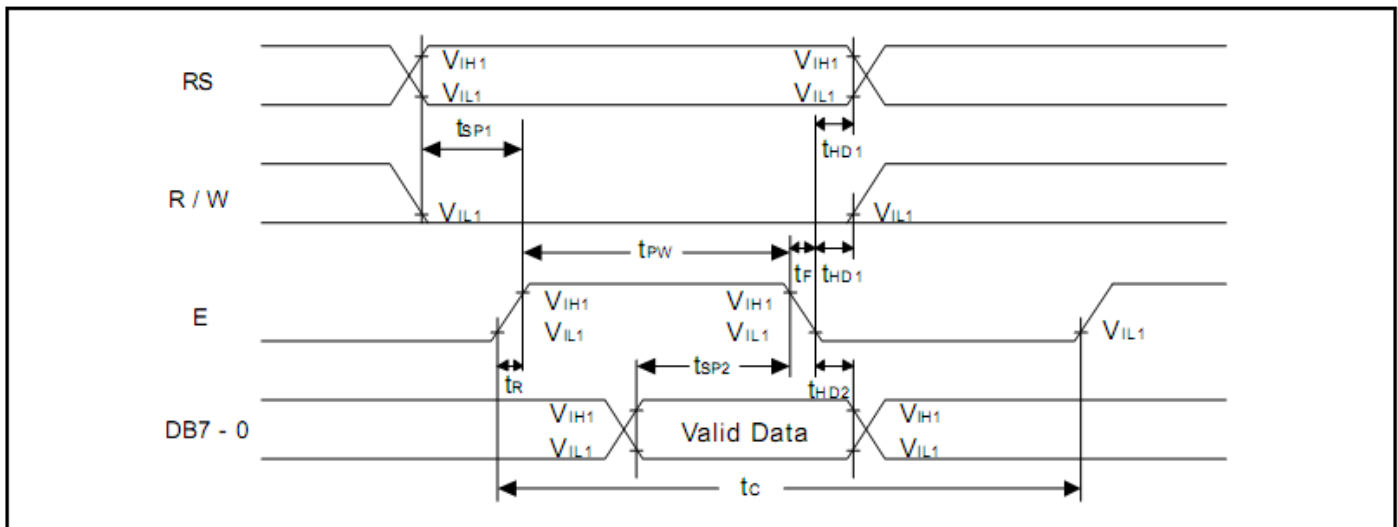 RS
VIH1 VIH1
VIL1 VIL1
tSP1
tHD1
R / W
VIL1 VIL1
tPW
tF tHD1
E
VIH1 VIH1
VIL1 VIL1 VIL1
tR
tSP2
tHD2
DB7 - 0
VIH1 VIH1
Valid Data
VIL1 VIL1
tC